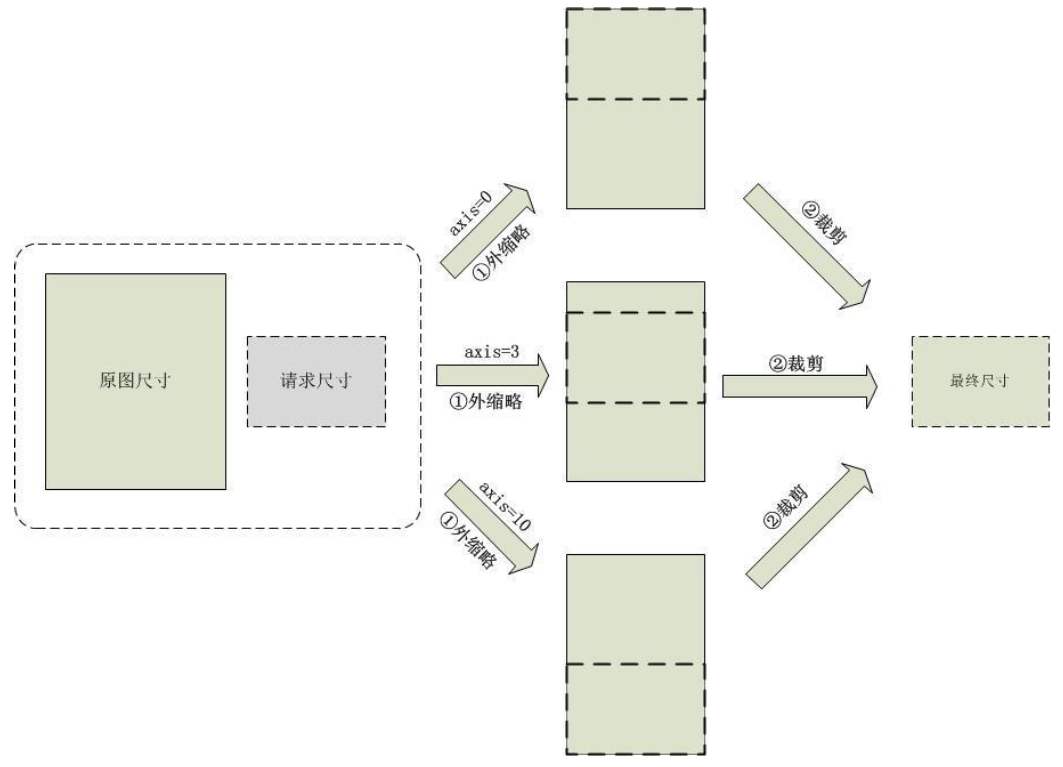 原图尺寸
请求尺寸
axis=0
①外缩略
axis=3
①外缩略
axis=10
①外缩略
②裁剪
②裁剪
②裁剪
最终尺寸